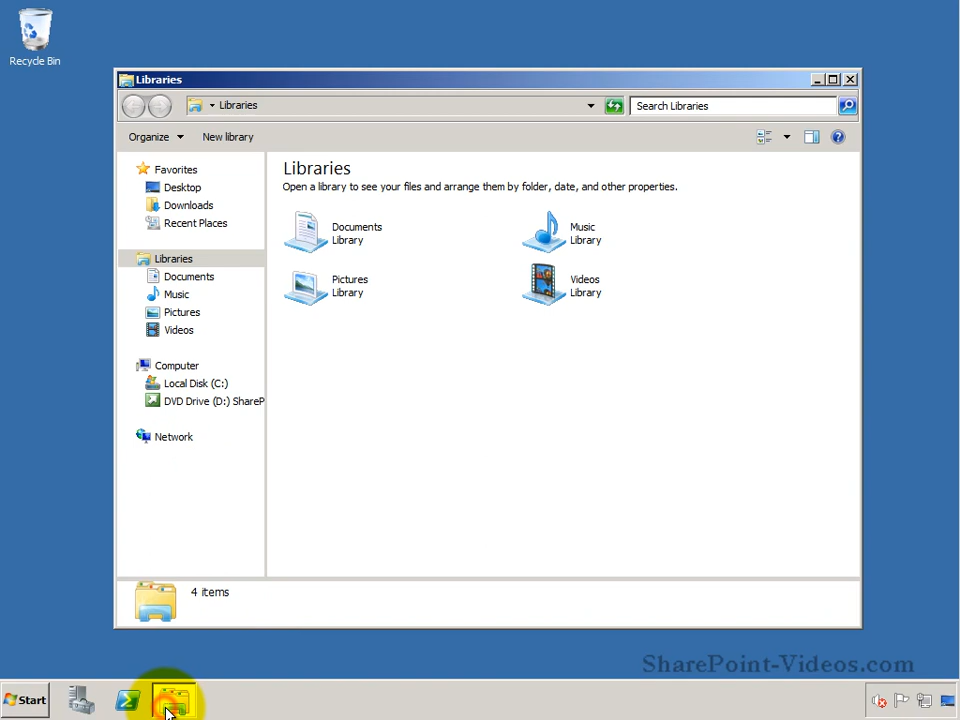 Recycle Bin
Libraries
Libraries
Search Libraries
Organize
New library
Favorites
Desktop
Downloads
Recent Places
Libraries
Documents
Music
Pictures
Videos
Computer
Local Disk (C:)
DVD Drive (D:) ShareP
Network
Libraries
Open a library to see your files and arrange them by folder, date, and other properties.
Documents
Library
Music
Library
Pictures
Library
Videos
Library
4 items
SharePoint-Videos.com
Start